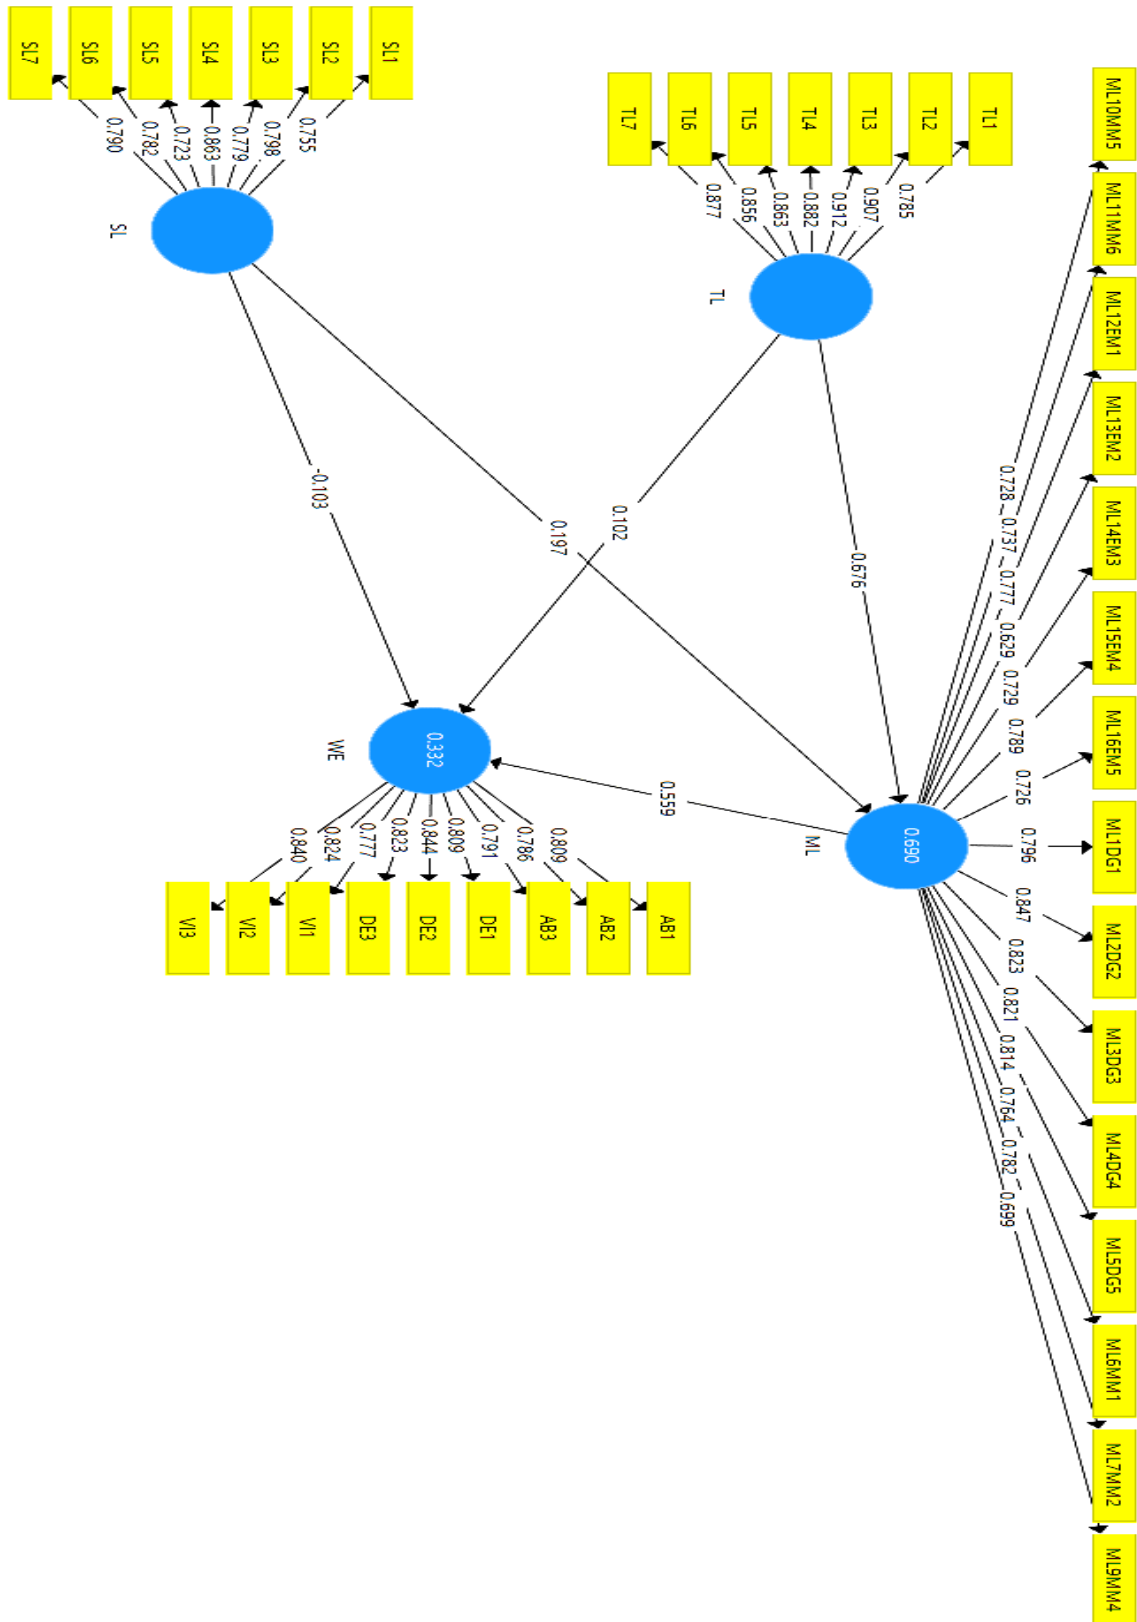 ML10MM5
ML11MM6
ML12EM1
ML13EM2
ML14EM3
ML15EM4
ML16EM5
ML1DG1
ML2DG2
ML3DG3
ML4DG4
ML5DG5
ML6MM1
ML7MM2
ML9MM4
0.728
0.737
0.777
0.629
0.729
0.789
0.726
0.796
0.847
0.823
0.821
0.814
0.764
0.782
0.699
TL1
TL2
TL3
TL4
TL5
TL6
TL7
0.785
0.907
0.912
0.882
0.863
0.856
0.877
TL
0.676
0.690
ML
0.102
0.197
0.559
AB1
AB2
AB3
DE1
DE2
DE3
VI1
VI2
VI3
0.809
0.786
0.791
0.809
0.844
0.823
0.777
0.824
0.840
0.332
WE
-0.103
SL1
SL2
SL3
SL4
SL5
SL6
SL7
0.755
0.798
0.779
0.863
0.723
0.782
0.790
SL